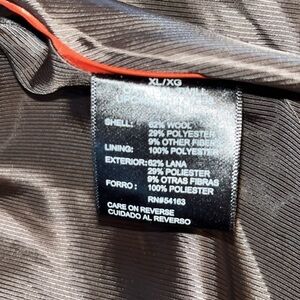 XL/XG
SHELL: 62% WOOL
29% POLYESTER
9% OTHER FIBER
LINING: 100% POLYESTER
EXTERIOR: 62% LANA
29% POLIESTER
9% OTRAS FIBRAS
FORRO : 100% POLIESTER
RN#54163
CARE ON REVERSE
CUIDADO AL REVERSO